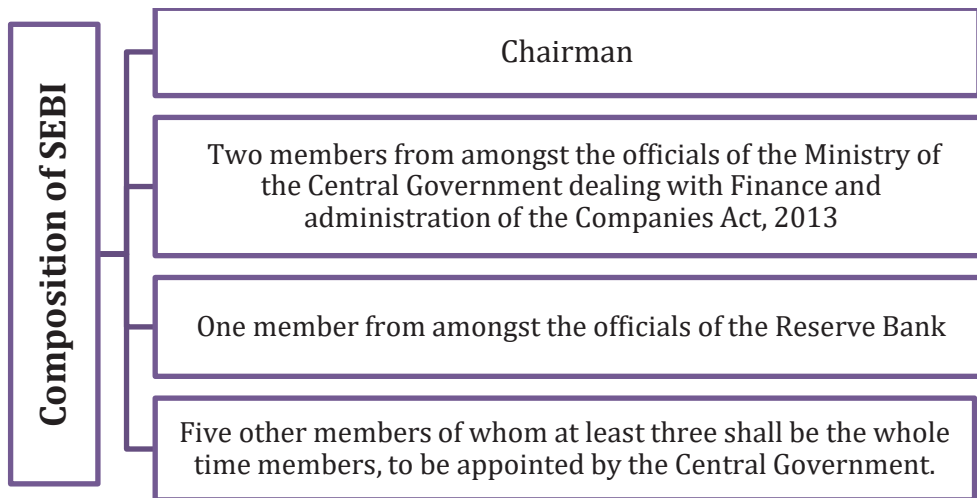 Composition of SEBI
Chairman
Two members from amongst the officials of the Ministry of
the Central Government dealing with Finance and
administration of the Companies Act, 2013
One member from amongst the officials of the Reserve Bank
Five other members of whom at least three shall be the whole
time members, to be appointed by the Central Government.